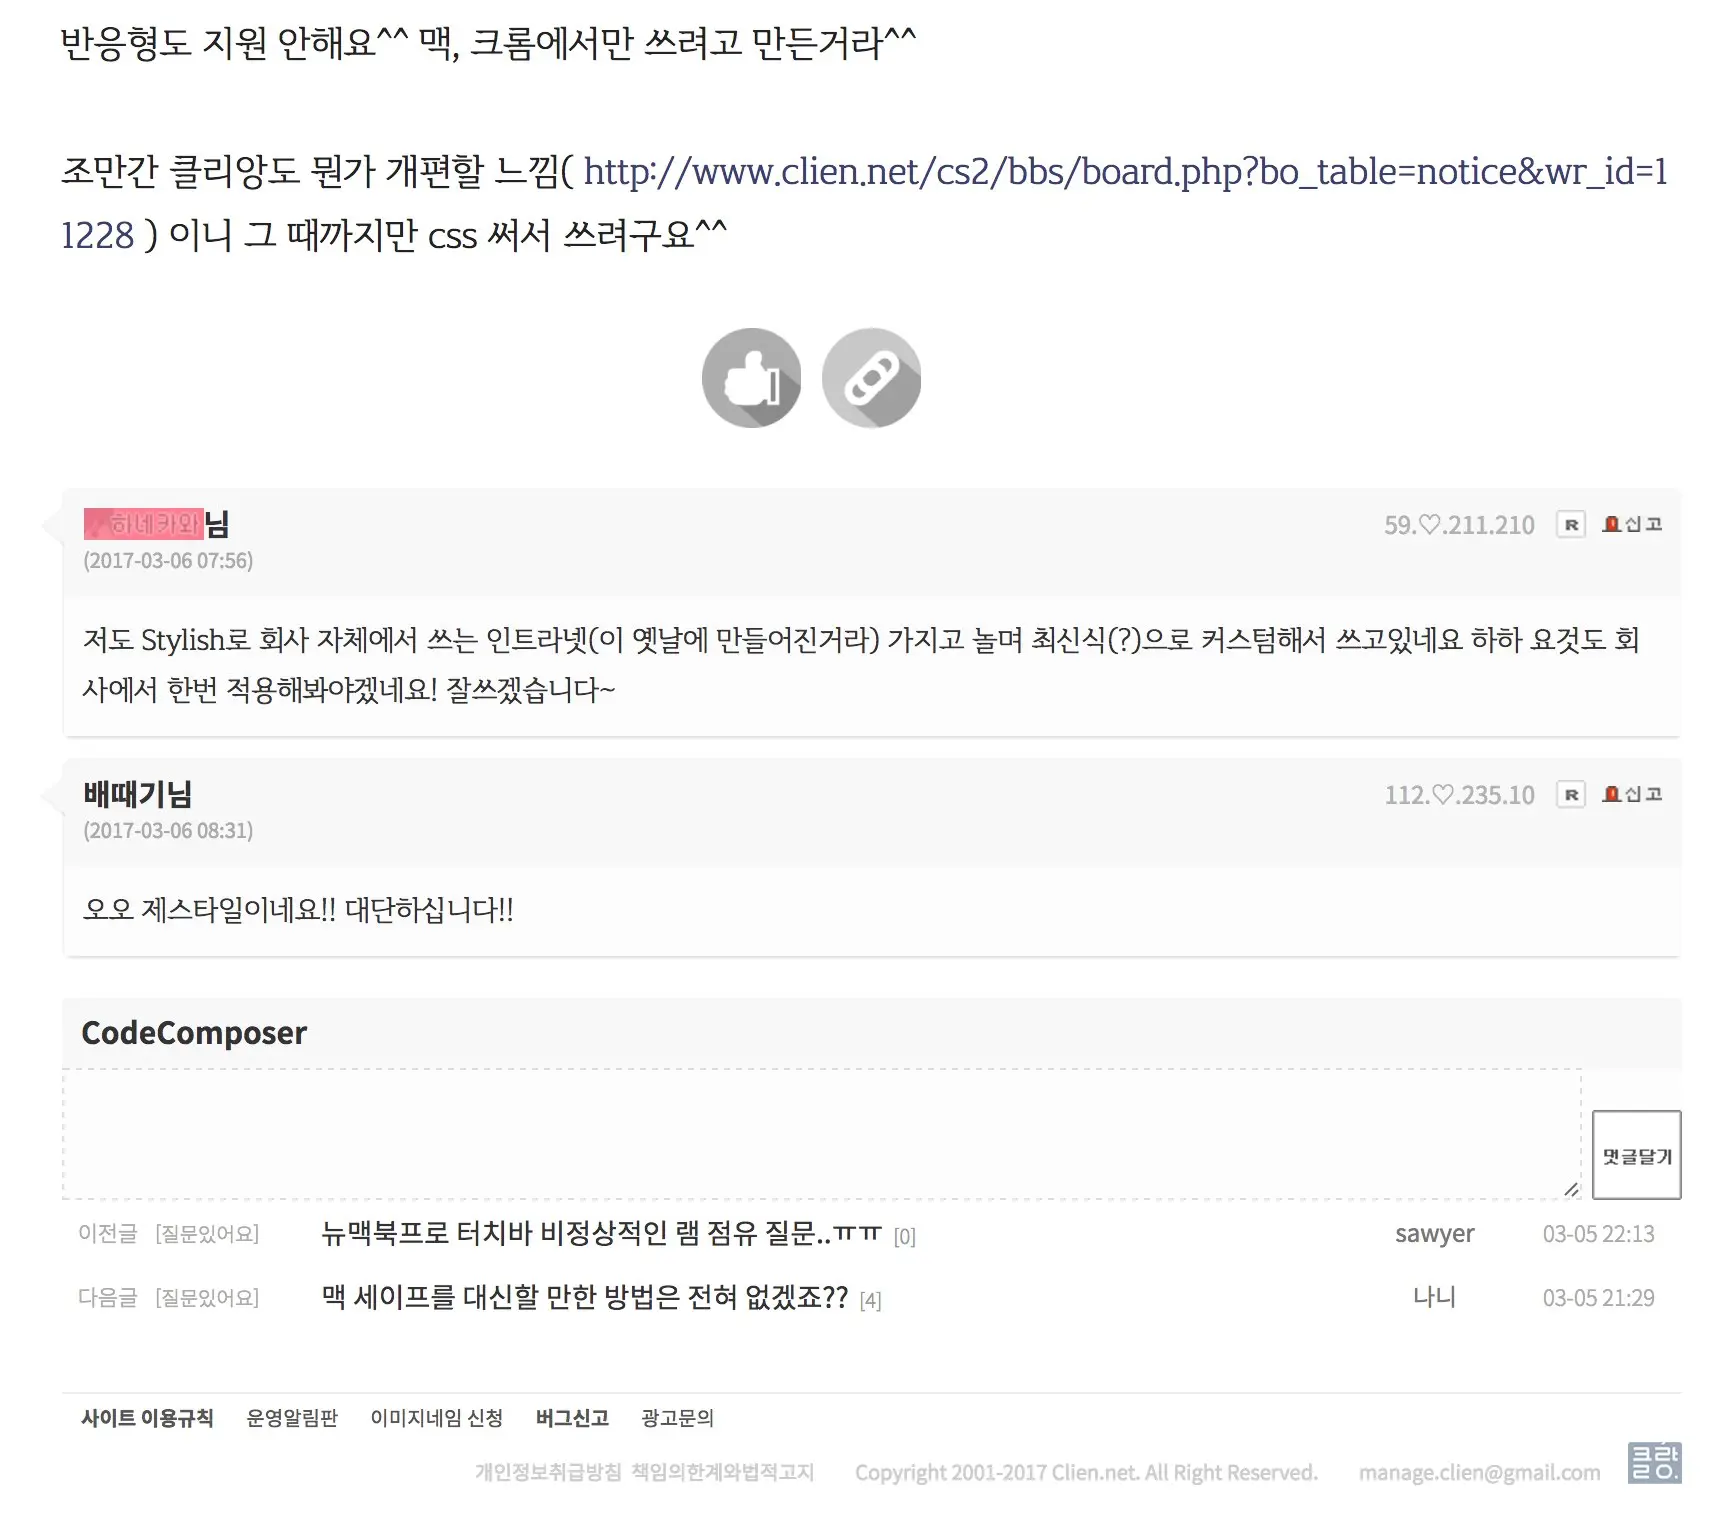 반응형도 지원 안해요^^ 맥, 크롬에서만 쓰려고 만든거라^^
조만간 클리앙도 뭔가 개편할 느낌( http://www.clien.net/cs2/bbs/board.php?bo_table=notice&wr_id=1
1228 ) 이니 그 때까지만 css 써서 쓰려구요^^
하네카와님 59.♡.211.210 R 신고
(2017-03-06 07:56)
저도 Stylish로 회사 자체에서 쓰는 인트라넷(이 옛날에 만들어진거라) 가지고 놀며 최신식(?)으로 커스텀해서 쓰고있네요 하하 요것도 회
사에서 한번 적용해봐야겠네요! 잘쓰겠습니다~
배때기님 112.♡.235.10 R 신고
(2017-03-06 08:31)
오오 제스타일이네요!! 대단하십니다!!
CodeComposer
댓글달기
이전글 [질문있어요] 뉴맥북프로 터치바 비정상적인 램 점유 질문..ㅠㅠ [0] sawyer 03-05 22:13
다음글 [질문있어요] 맥 세이프를 대신할 만한 방법은 전혀 없겠죠?? [4] 나니 03-05 21:29
사이트 이용규칙 운영알림판 이미지네임 신청 버그신고 광고문의
개인정보취급방침 책임의한계와법적고지 Copyright 2001-2017 Clien.net. All Right Reserved. manage.clien@gmail.com